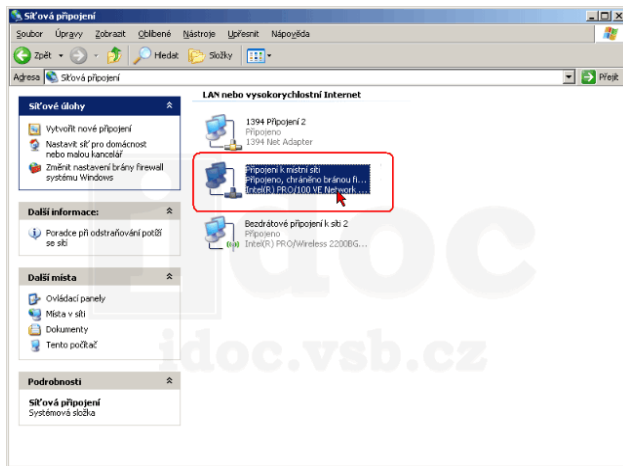 Síťová připojení
Soubor Úpravy Zobrazit Oblíbené Nástroje Upřesnit Nápověda
Zpět Hledat Složky
Adresa Síťová připojení Přejít
LAN nebo vysokorychlostní Internet
Síťové úlohy
Vytvořit nové připojení
Nastavit síť pro domácnost
nebo malou kancelář
Změnit nastavení brány firewall
systému Windows
1394 Připojení 2
Připojeno
1394 Net Adapter
Připojení k místní síti
Připojeno, chráněno bránou fi...
Intel(R) PRO/100 VE Network ...
Bezdrátové připojení k síti 2
Připojeno
Intel(R) PRO/Wireless 2200BG...
Další informace:
Poradce při odstraňování potíží
se sítí
Další místa
Ovládací panely
Místa v síti
Dokumenty
Tento počítač
Podrobnosti
Síťová připojení
Systémová složka
idoc
idoc.vsb.cz